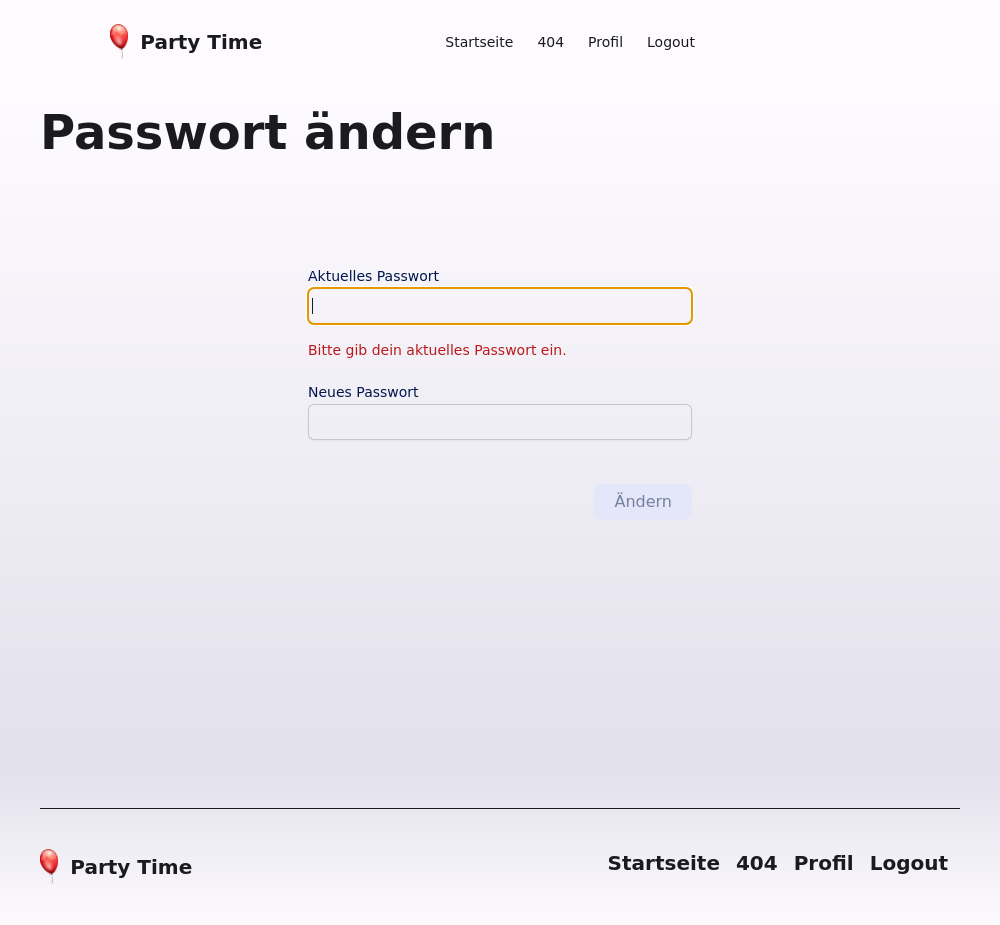 Party Time
Startseite 404 Profil Logout
Passwort ändern
Aktuelles Passwort
Bitte gib dein aktuelles Passwort ein.
Neues Passwort
Ändern
Party Time
Startseite 404 Profil Logout